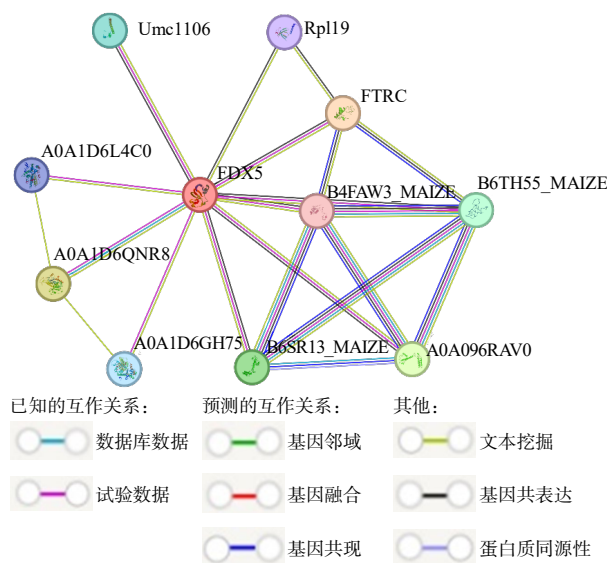 Umc1106
Rpl19
FTRC
A0A1D6L4C0
FDX5
B4FAW3_MAIZE
B6TH55_MAIZE
A0A1D6QNR8
A0A1D6GH75
B6SR13_MAIZE
A0A096RAV0
已知的互作关系：
预测的互作关系：
其他：
数据库数据
基因邻域
文本挖掘
试验数据
基因融合
基因共表达
基因共现
蛋白质同源性